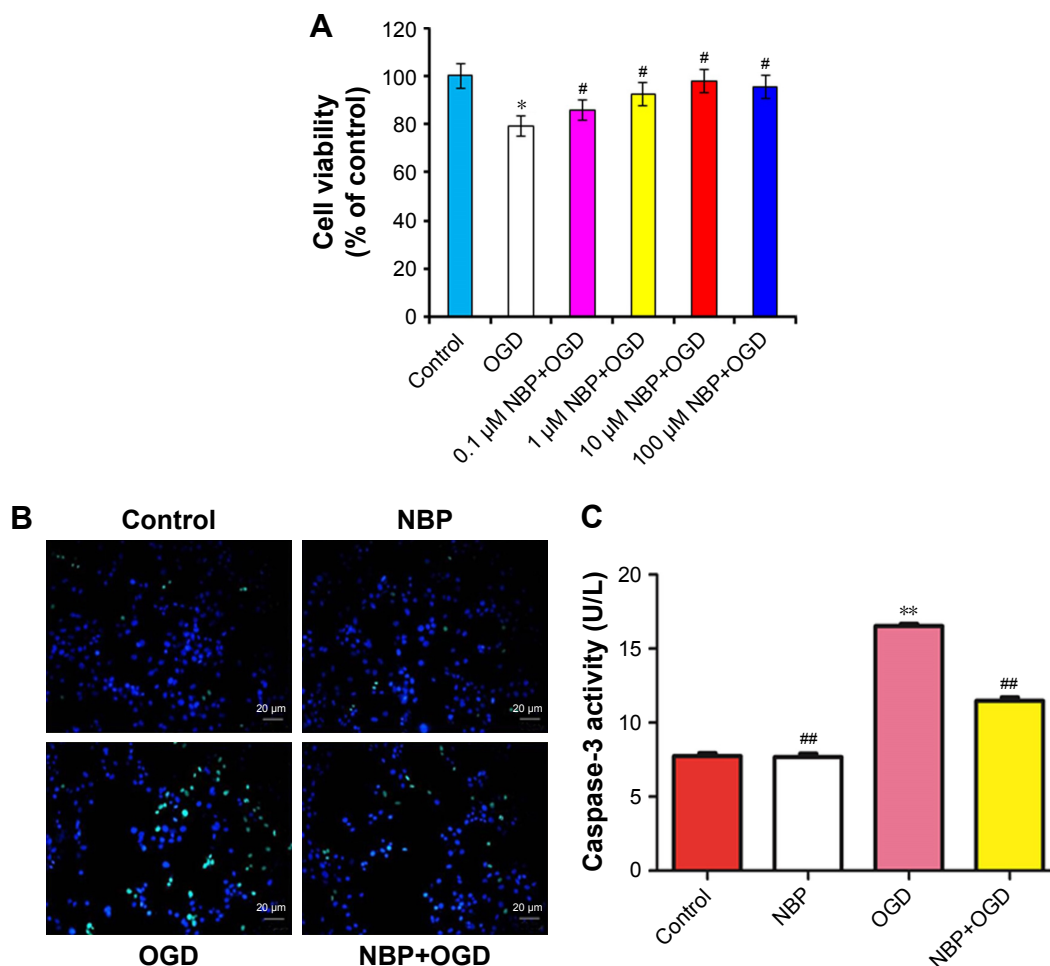 A
Cell viability
(% of control)
120
100
80
60
40
20
0
*
#
#
#
#
Control
OGD
0.1 µM NBP+OGD
1 µM NBP+OGD
10 µM NBP+OGD
100 µM NBP+OGD
B
Control
NBP
20 µm
20 µm
20 µm
20 µm
OGD
NBP+OGD
C
Caspase-3 activity (U/L)
20
15
10
5
0
##
**
##
Control
NBP
OGD
NBP+OGD